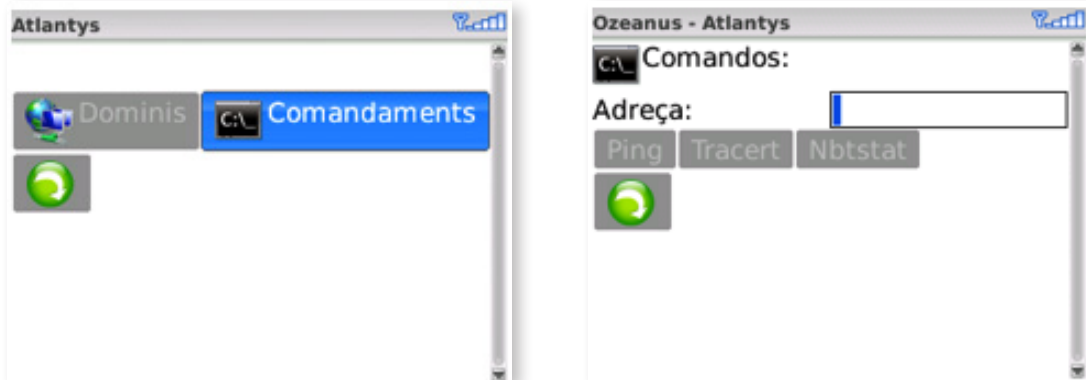 Atlantys
Dominis
C:\_ Comandaments
Ozeanus - Atlantys
C:\_ Comandos:
Adreça:
Ping Tracert Nbtstat